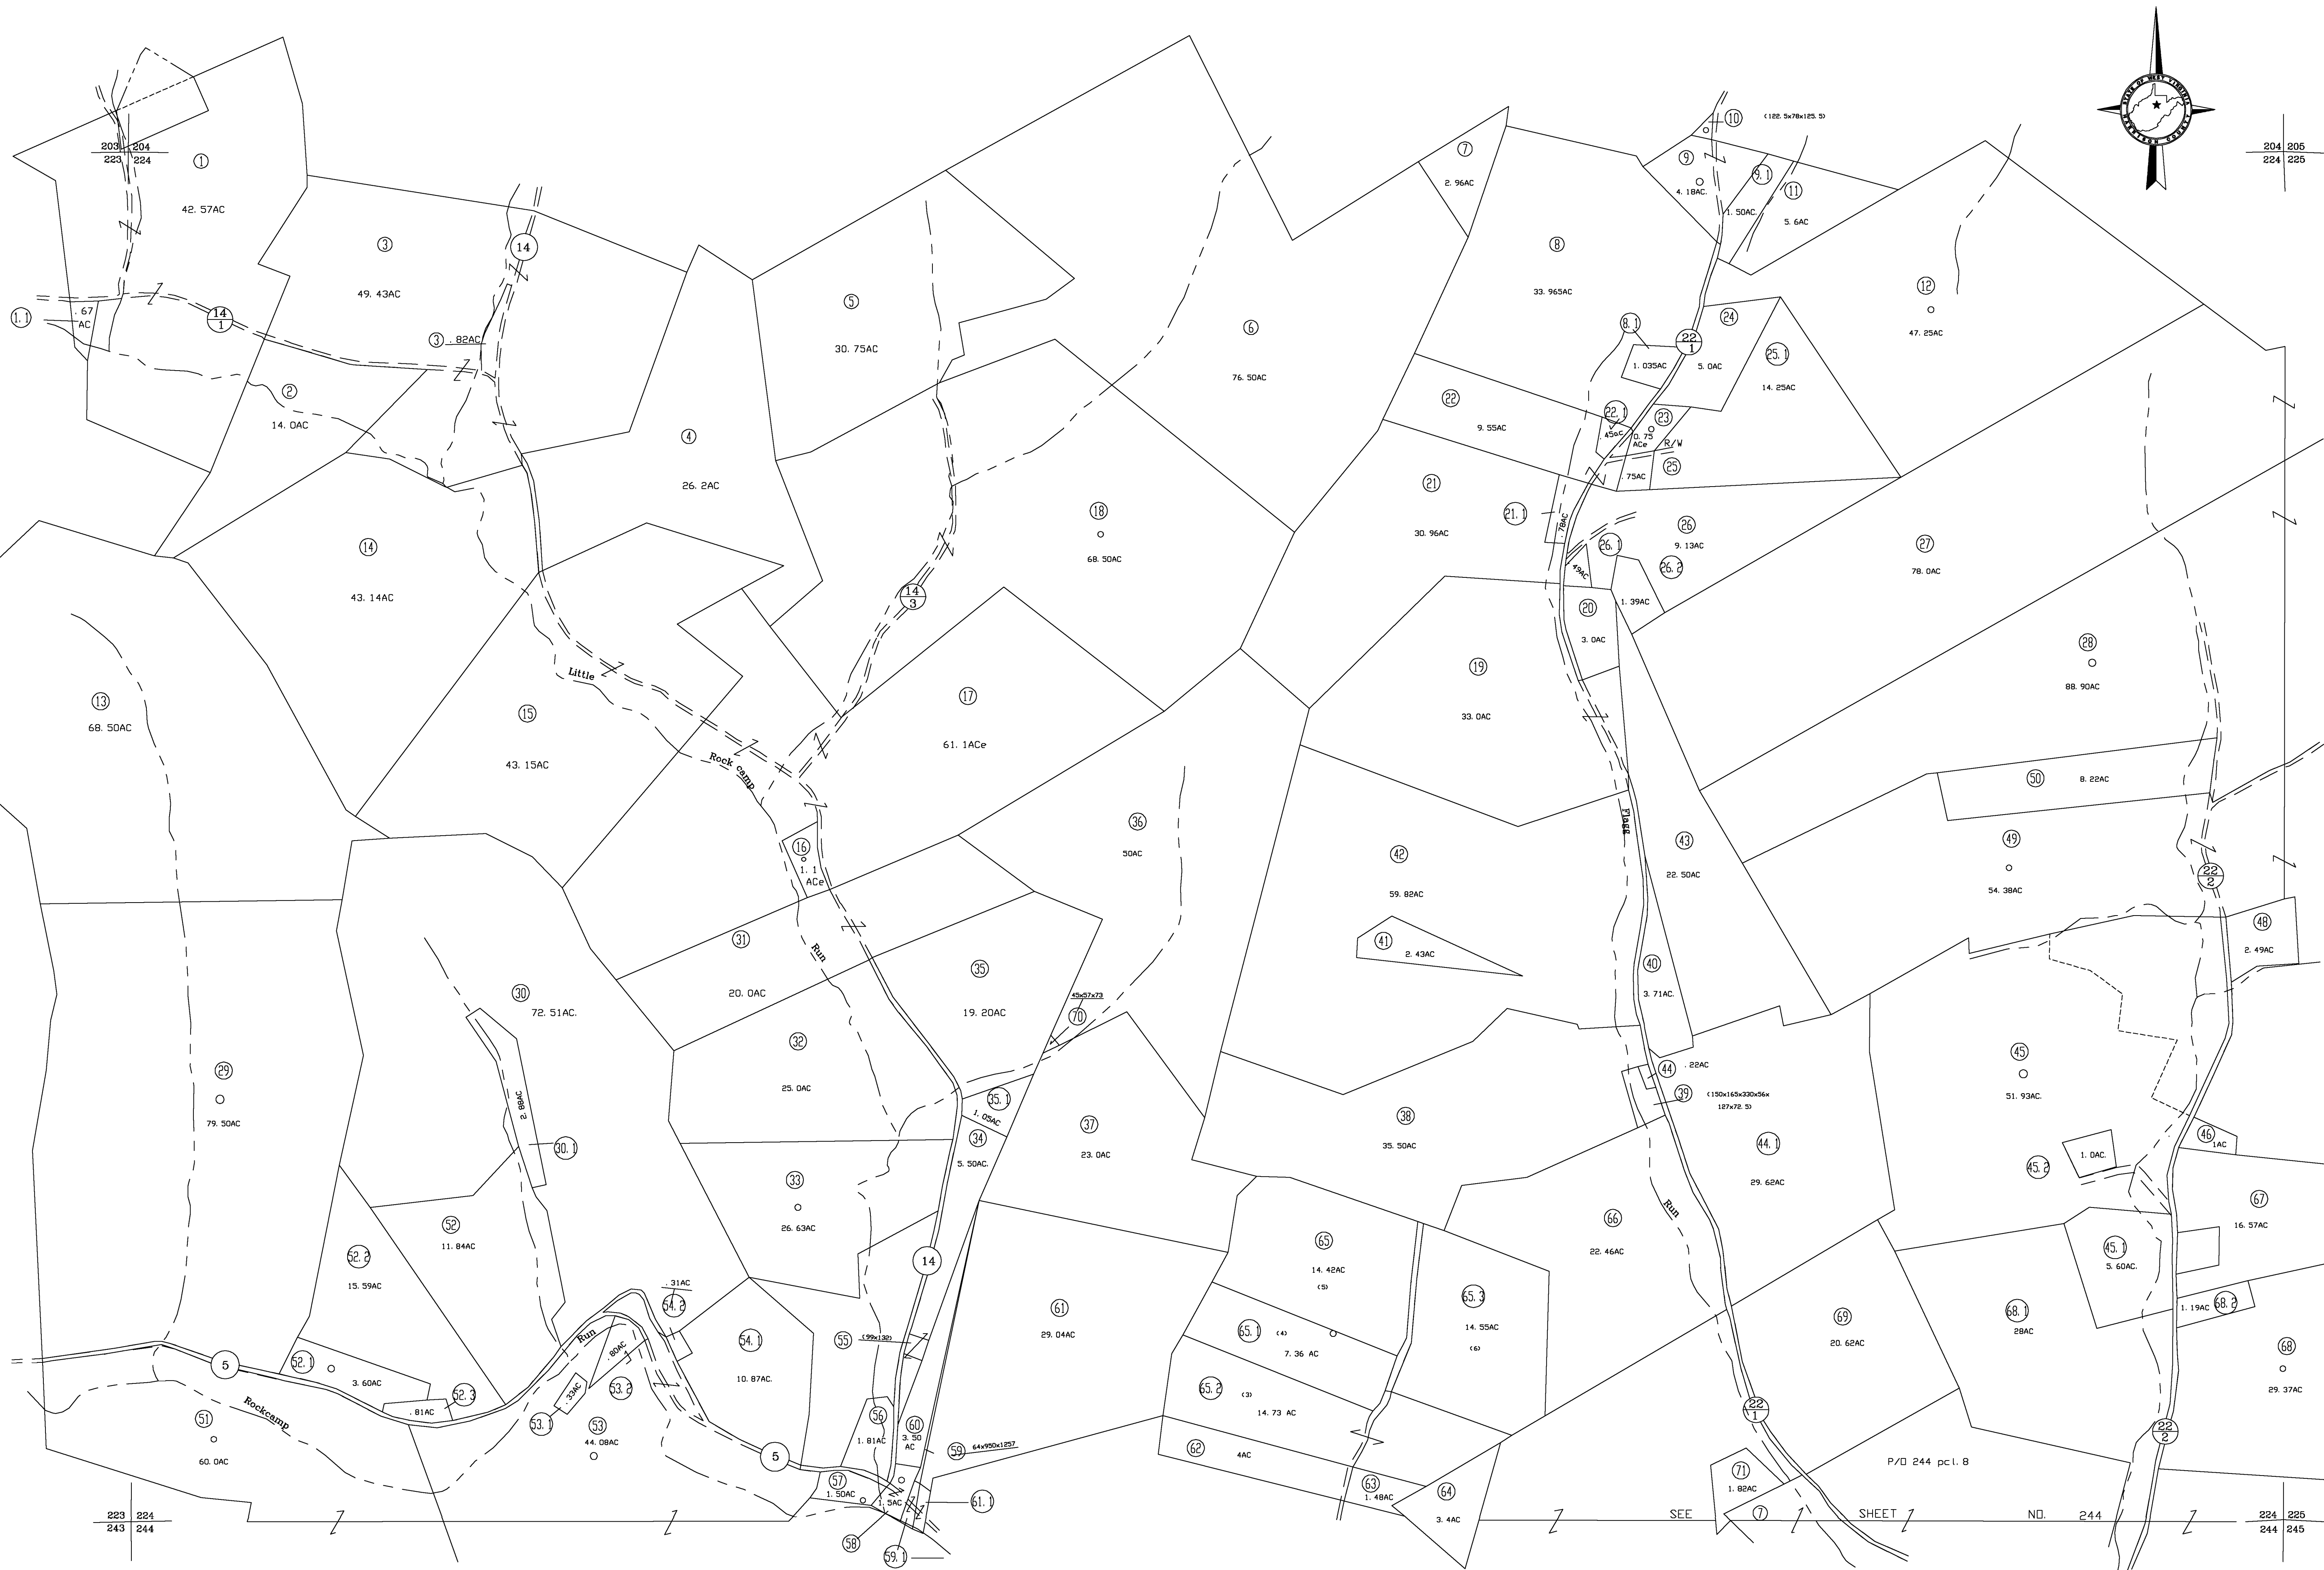 STATE OF WEST VIRGINIA
HARRISON COUNTY
203 204
223 224
204 205
224 225
1
42. 57AC
1. 1
. 67
AC
14
1
2
14. 0AC
3
49. 43AC
3 . 82AC
14
4
26. 2AC
5
30. 75AC
6
76. 50AC
7
2. 96AC
8
33. 965AC
8. 1
1. 035AC
9
4. 18AC.
9. 1
1. 50AC.
10
(122. 5x78x125. 5)
11
5. 6AC
12
47. 25AC
22
1
24
5. 0AC
25. 1
14. 25AC
22
9. 55AC
22. 1
. 45ac
23
0. 75
ACe
R/W
25
. 75AC
21
30. 96AC
21. 1
. 78AC
26
9. 13AC
26. 1
. 49AC
26. 2
1. 39AC
27
78. 0AC
28
88. 90AC
20
3. 0AC
19
33. 0AC
18
68. 50AC
14
3
17
61. 1ACe
14
43. 14AC
15
43. 15AC
13
68. 50AC
Little
Rock camp
Run
16
1. 1
ACe
36
50AC
42
59. 82AC
41
2. 43AC
Flagg
43
22. 50AC
40
3. 71AC.
50
8. 22AC
49
54. 38AC
22
2
48
2. 49AC
31
20. 0AC
35
19. 20AC
45x57x73
70
32
25. 0AC
35. 1
1. 05AC
34
5. 50AC.
37
23. 0AC
38
35. 50AC
44
. 22AC
39
(150x165x330x56x
127x72. 5)
44. 1
29. 62AC
45
51. 93AC.
46
1AC
45. 2
1. 0AC.
67
16. 57AC
45. 1
5. 60AC.
30
72. 51AC.
2. 88AC
30. 1
29
79. 50AC
33
26. 63AC
52
11. 84AC
52. 2
15. 59AC
14
65
14. 42AC
(5)
65. 3
14. 55AC
(6)
66
22. 46AC
Run
69
20. 62AC
68. 1
28AC
1. 19AC
68. 2
68
29. 37AC
61
29. 04AC
65. 1
(4)
7. 36 AC
65. 2
(3)
14. 73 AC
62
4AC
63
1. 48AC
64
3. 4AC
. 31AC
54. 2
54. 1
10. 87AC.
55
(99x132)
Run
. 80AC
53. 2
. 33AC
53. 1
53
44. 08AC
5
52. 1
3. 60AC
52. 3
. 81AC
51
60. 0AC
Rockcamp
5
56
1. 81AC
60
3. 50
AC
59
64x950x1257
57
1. 50AC
1. 5AC
61. 1
58
59. 1
22
1
22
2
71
1. 82AC
7
P/O 244 pcl. 8
SEE SHEET NO. 244
223 224
243 244
224 225
244 245